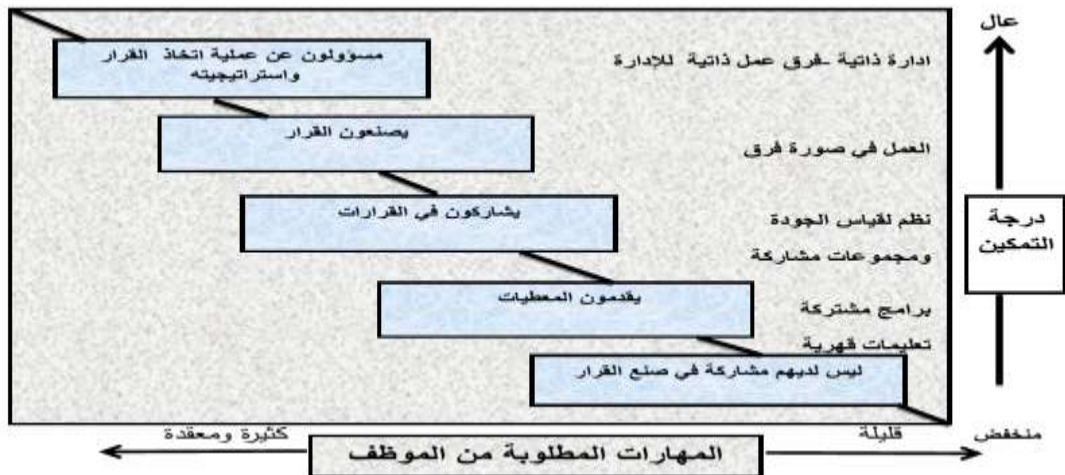 عال
مسؤولون عن عملية اتخاذ القرار
واستراتيجيته
ادارة ذاتية -فرق عمل ذاتية للإدارة
يصنعون القرار
العمل في صورة فرق
يشاركون في القرارات
نظم لقياس الجودة
ومجموعات مشاركة
درجة
التمكين
يقدمون المعطيات
برامج مشتركة
تعليمات قهرية
ليس لديهم مشاركة في صنع القرار
منخفض
قليلة
كثيرة ومعقدة
المهارات المطلوبة من الموظف